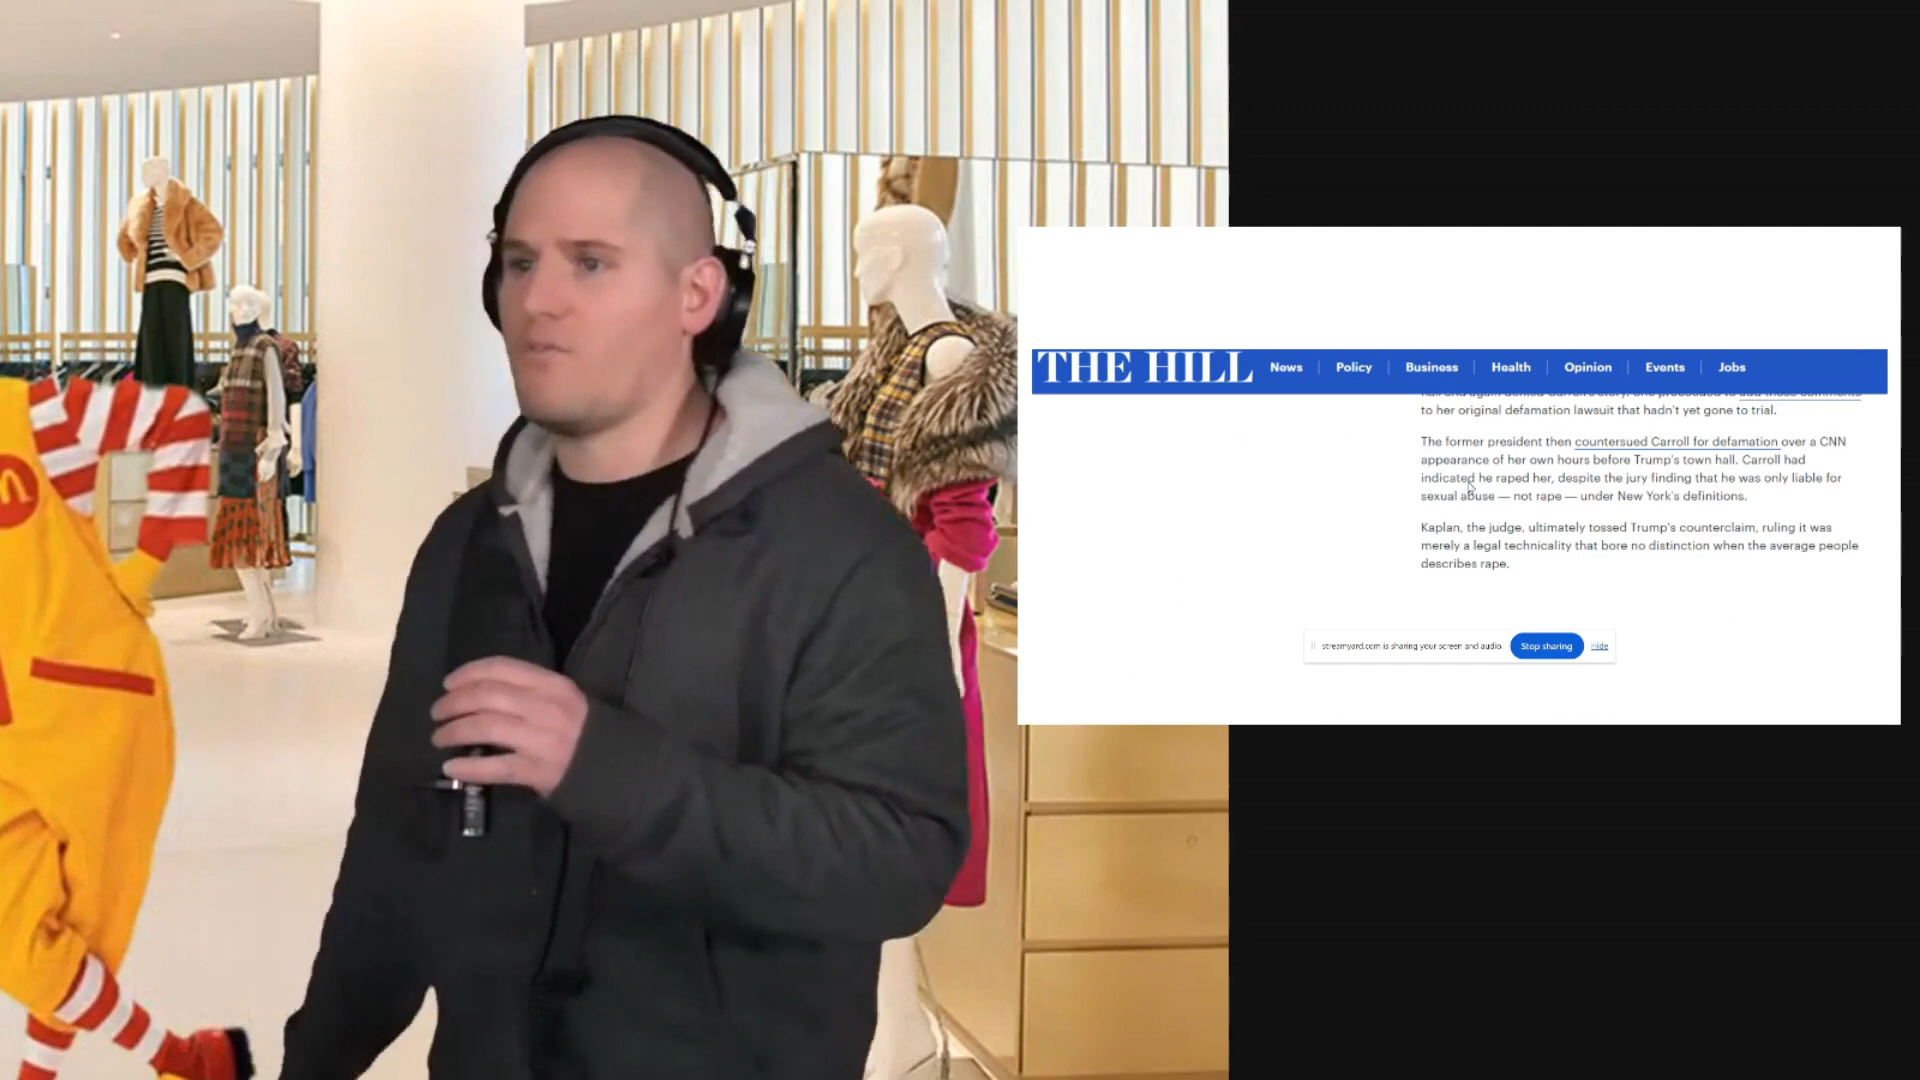 THE HILL
News | Policy | Business | Health | Opinion | Events | Jobs
to her original defamation lawsuit that hadn't yet gone to trial.
The former president then countersued Carroll for defamation over a CNN
appearance of her own hours before Trump's town hall. Carroll had
indicated he raped her, despite the jury finding that he was only liable for
sexual abuse — not rape — under New York's definitions.
Kaplan, the judge, ultimately tossed Trump's counterclaim, ruling it was
merely a legal technicality that bore no distinction when the average people
describes rape.
streamyard.com is sharing your screen and audio. Stop sharing Hide